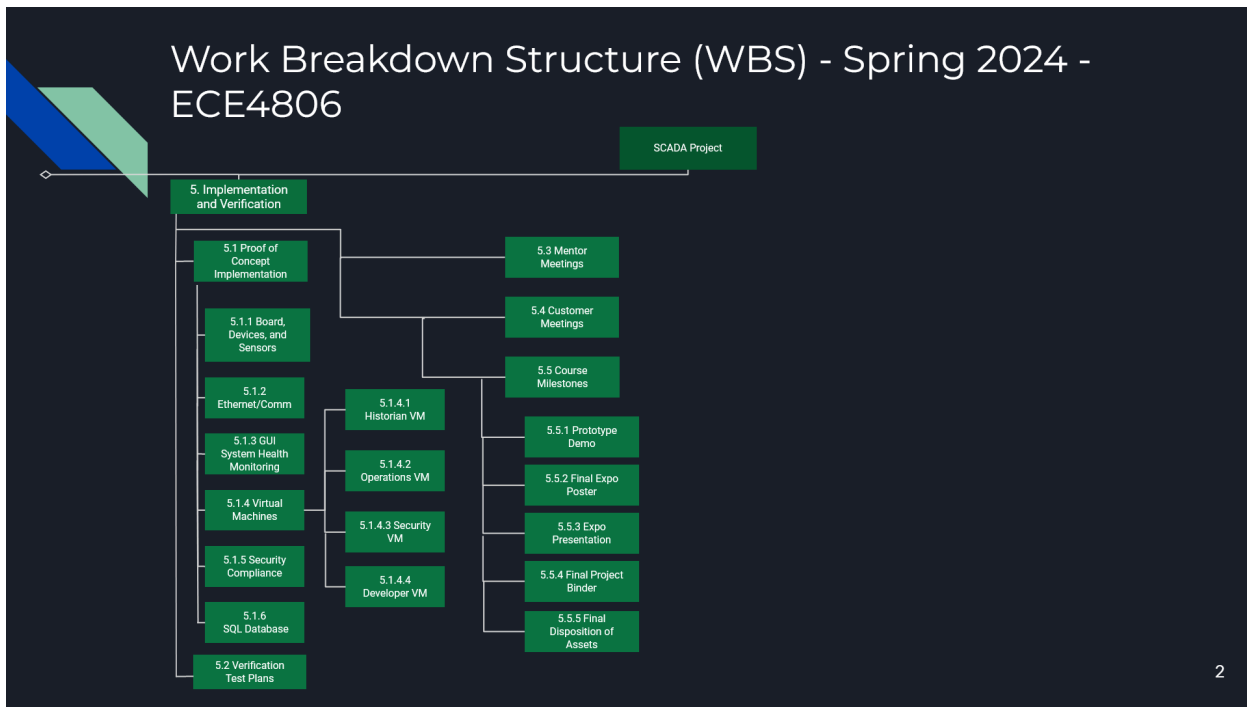 Work Breakdown Structure (WBS) - Spring 2024 -
ECE4806
SCADA Project
5. Implementation
and Verification
5.1 Proof of
Concept
Implementation
5.1.1 Board,
Devices, and
Sensors
5.1.2
Ethernet/Comm
5.1.3 GUI
System Health
Monitoring
5.1.4 Virtual
Machines
5.1.5 Security
Compliance
5.1.6
SQL Database
5.2 Verification
Test Plans
5.1.4.1
Historian VM
5.1.4.2
Operations VM
5.1.4.3 Security
VM
5.1.4.4
Developer VM
5.3 Mentor
Meetings
5.4 Customer
Meetings
5.5 Course
Milestones
5.5.1 Prototype
Demo
5.5.2 Final Expo
Poster
5.5.3 Expo
Presentation
5.5.4 Final Project
Binder
5.5.5 Final
Disposition of
Assets
2